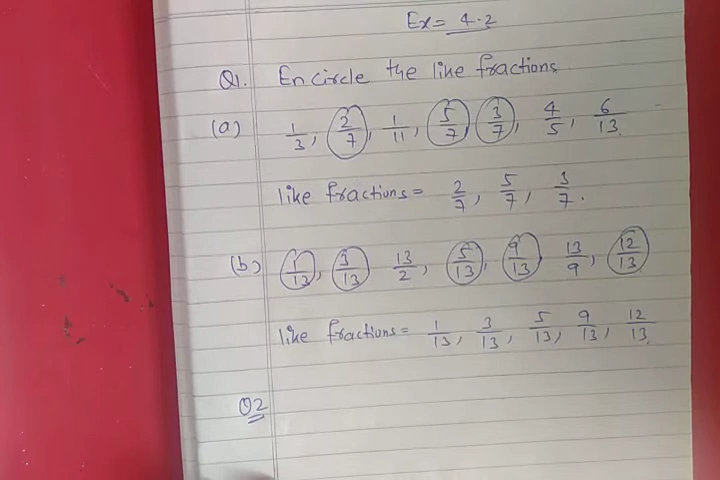 Ex = 4.2
Q1. Encircle the like fractions
(a) 1/3, 2/7, 1/11, 5/7, 3/7, 4/5, 6/13.
like fractions = 2/7, 5/7, 3/7.
(b) 1/13, 3/13 13/2, 5/13, 9/13 13/9, 12/13
like fractions = 1/13, 3/13, 5/13, 9/13, 12/13.
Q2